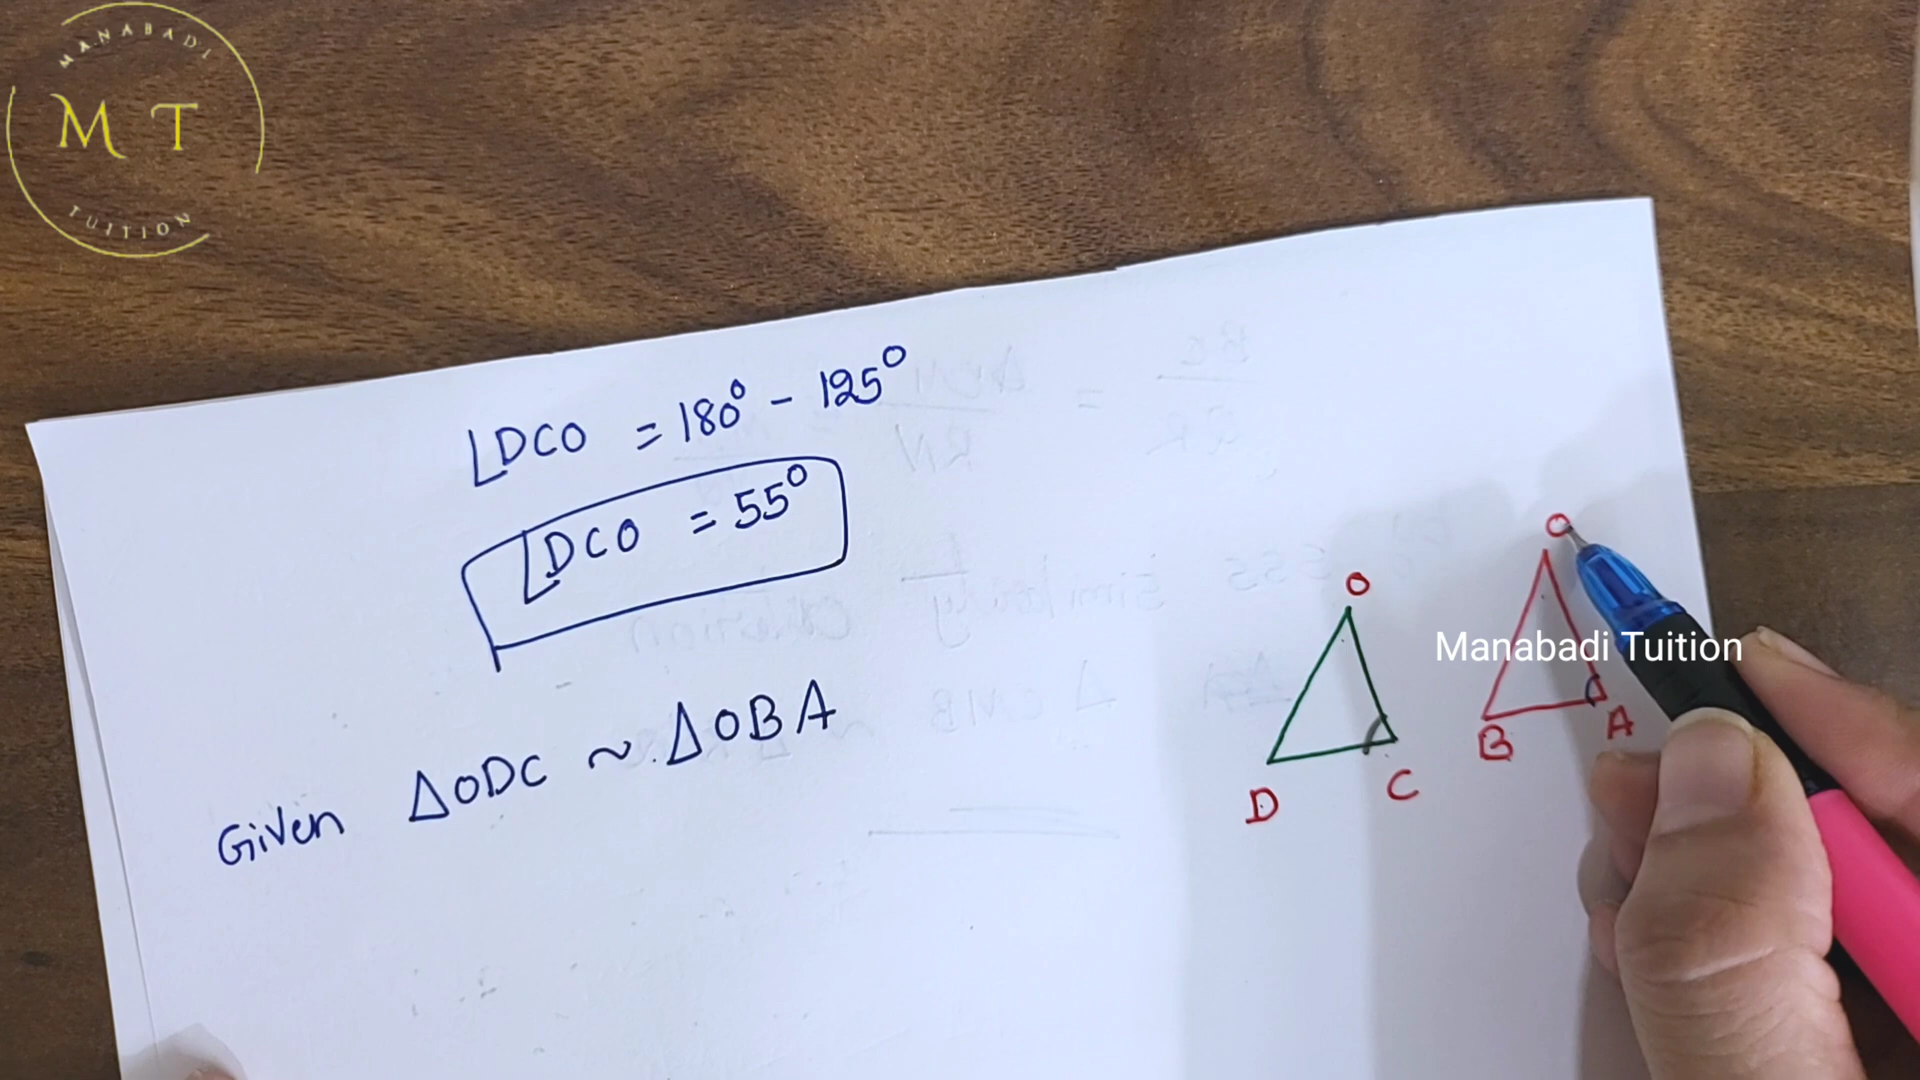 MANABADI
M T
TUITION
∠DCO = 180° - 125°
∠DCO = 55°
Given ΔODC ~ ΔOBA
O
O
Manabadi Tuition
B
A
D
C